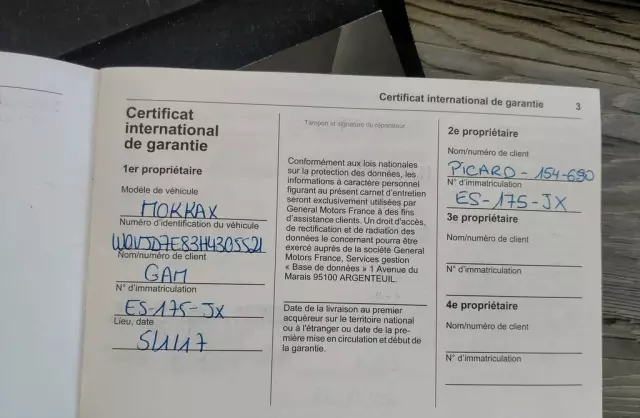 Certificat international de garantie 3
Certificat
international
de garantie
1er propriétaire
Modèle de véhicule
MOKKAX
Numéro d'identification du véhicule
W0VJD7E83H4305521
Nom/numéro de client
GAM
N° d'immatriculation
ES-175-JX
Lieu, date
5/1/17
Tampon et signature du réparateur
Conformément aux lois nationales
sur la protection des données, les
informations à caractère personnel
figurant au présent carnet d'entretien
seront exclusivement utilisées par
General Motors France à des fins
d'assistance clients. Un droit d'accès,
de rectification et de radiation des
données le concernant pourra être
exercé auprès de la société General
Motors France, Services gestion
« Base de données » 1 Avenue du
Marais 95100 ARGENTEUIL.
Date de la livraison au premier
acquéreur sur le territoire national
ou à l'étranger ou date de la pre-
mière mise en circulation et début de
la garantie.
2e propriétaire
Nom/numéro de client
PICARD - 154-690
N° d'immatriculation
ES-175-JX
3e propriétaire
Nom/numéro de client
N° d'immatriculation
4e propriétaire
Nom/numéro de client
N° d'immatriculation